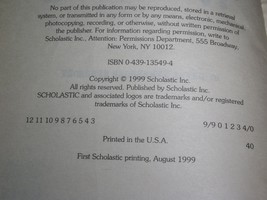 No part of this publication may be reproduced, stored in a retrieval
system, or transmitted in any form or by any means, electronic, mechanical,
photocopying, recording, or otherwise, without written permission of
the publisher. For information regarding permission, write to
Scholastic Inc., Attention: Permissions Department, 555 Broadway,
New York, NY 10012.
ISBN 0-439-13549-4
Copyright © 1999 Scholastic Inc.
All rights reserved. Published by Scholastic Inc.
SCHOLASTIC and associated logos are trademarks and/or registered
trademarks of Scholastic Inc.
12 11 10 9 8 7 6 5 4 3 9/9 0 1 2 3 4/0
Printed in the U.S.A. 40
First Scholastic printing, August 1999